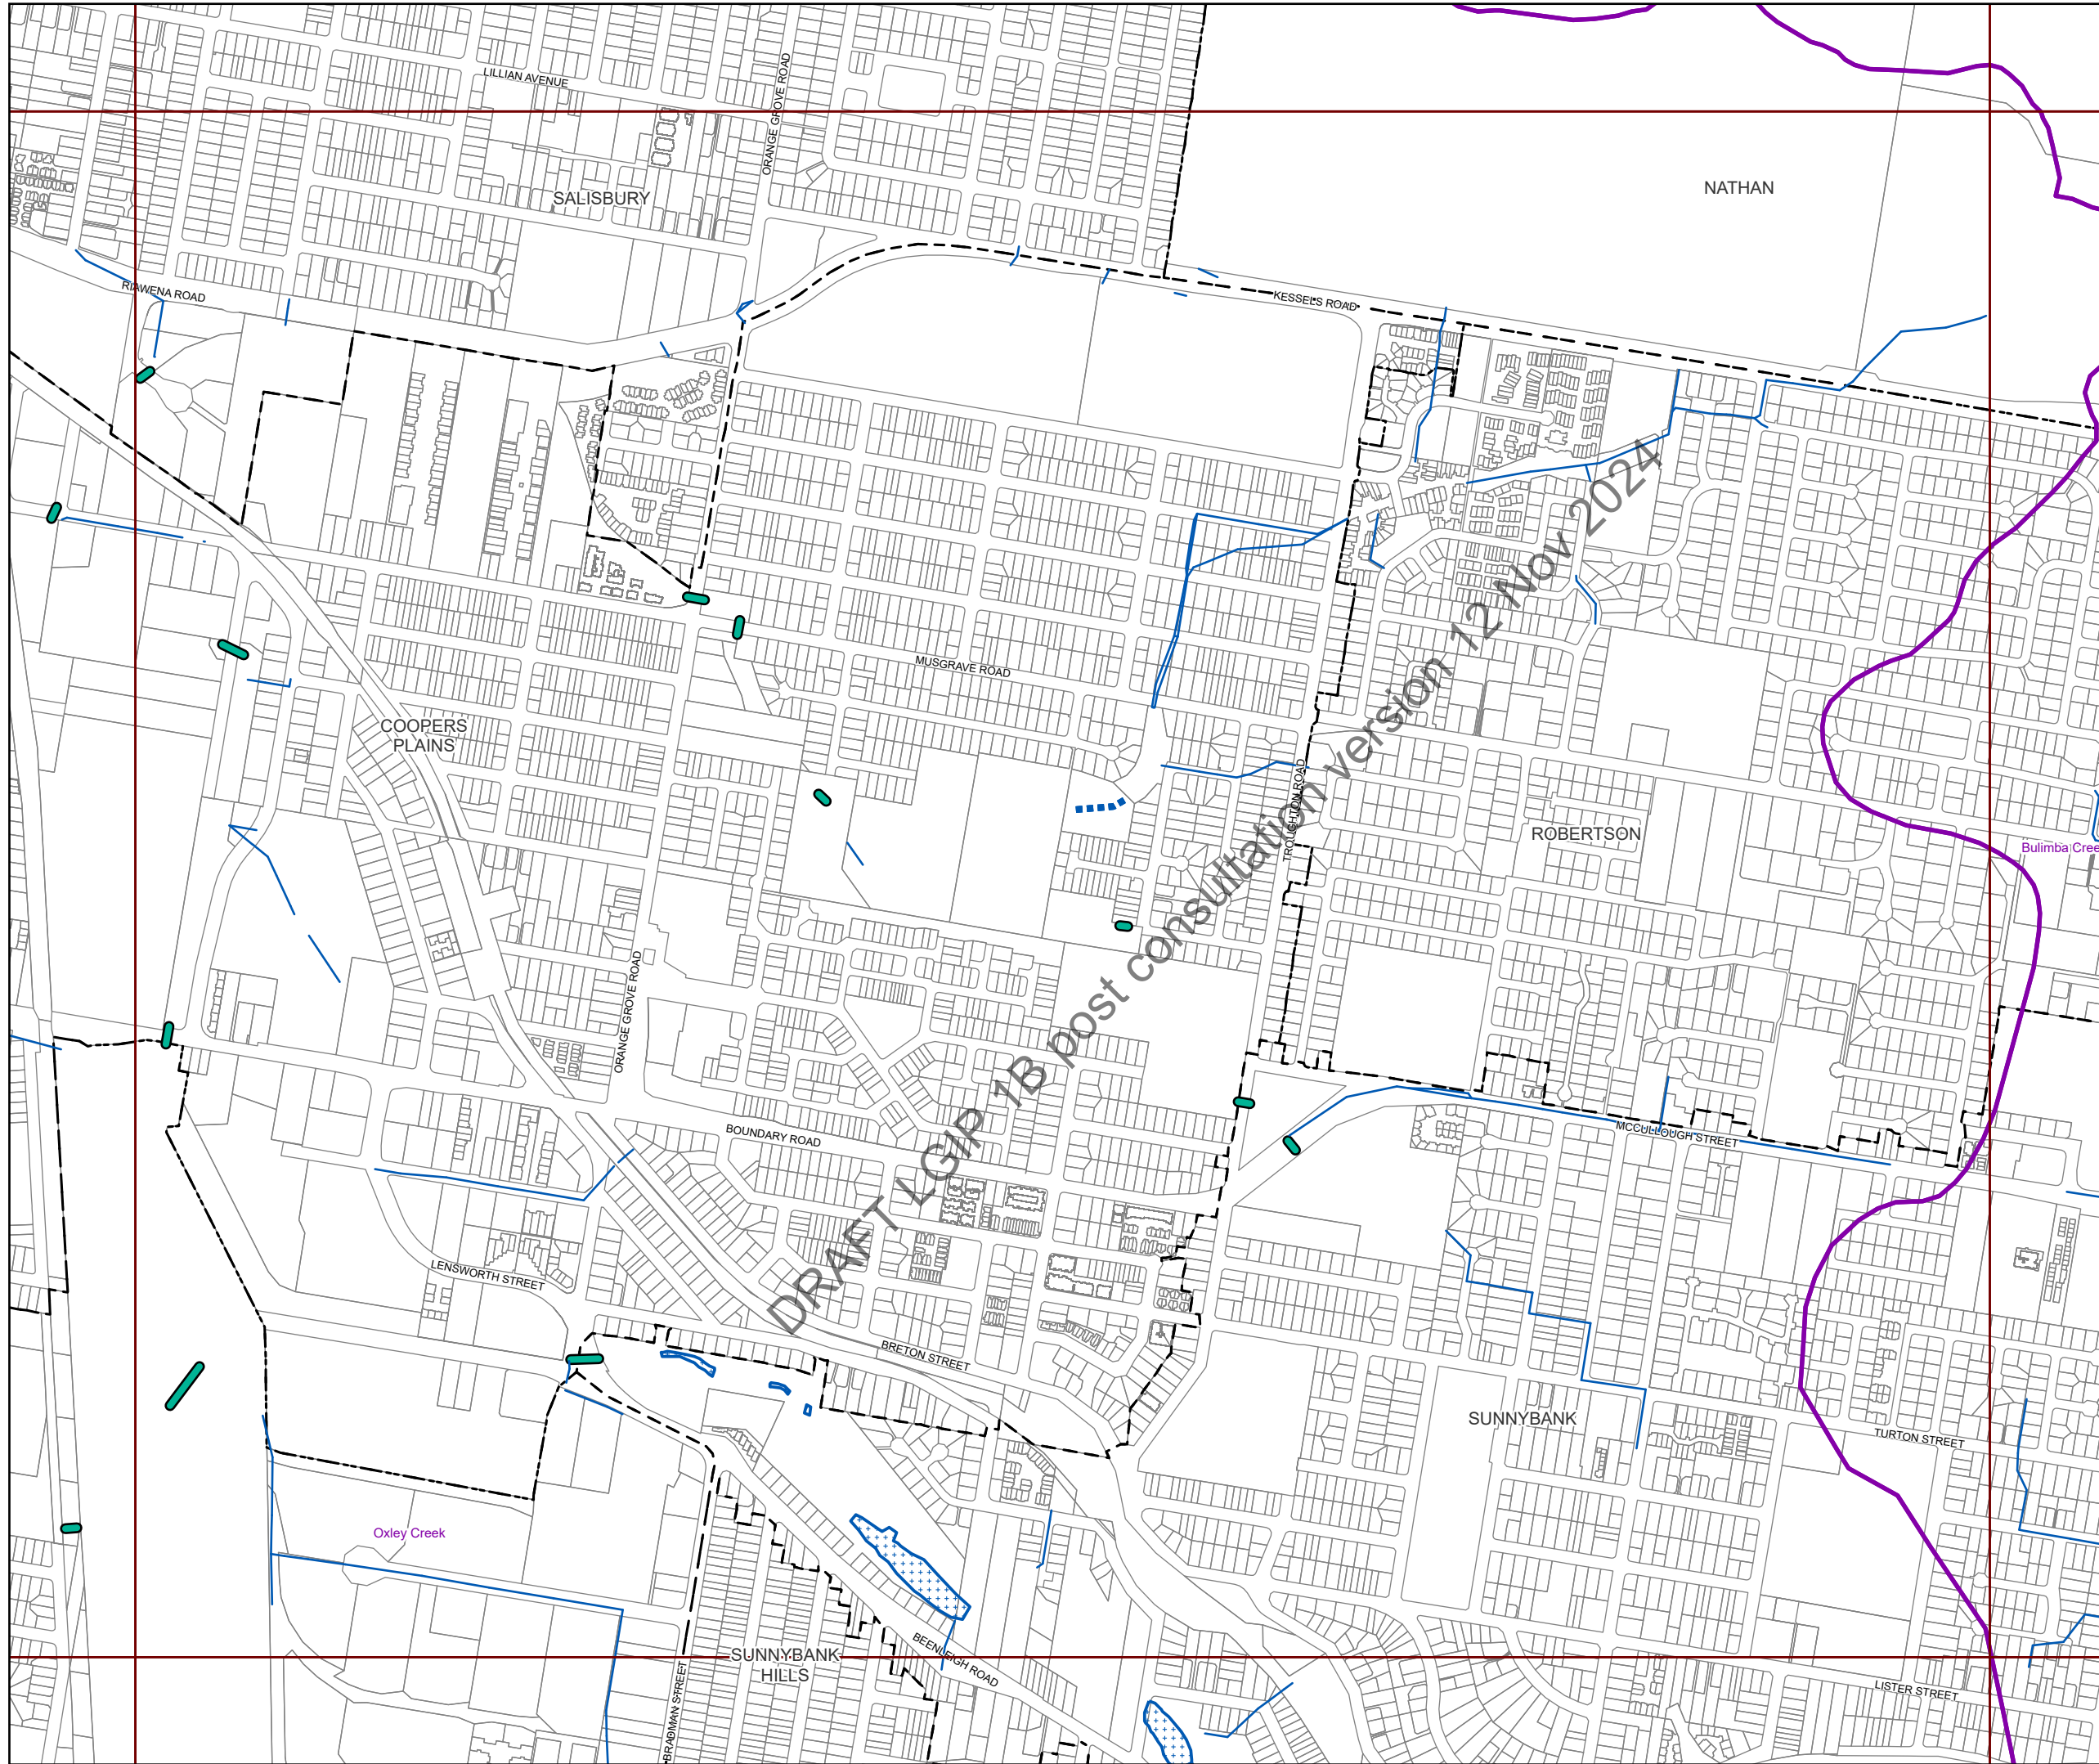 LILLIAN AVENUE
ORANGE GROVE ROAD
SALISBURY
NATHAN
RIAWENA ROAD
KESSELS ROAD
MUSGRAVE ROAD
COOPERS
PLAINS
TROUGHTON ROAD
ROBERTSON
Bulimba Cree
ORANGE GROVE ROAD
BOUNDARY ROAD
MCCULLOUGH STREET
DRAFT LGIP 1B post consultation version 12 Nov 2024
LENSWORTH STREET
BRETON STREET
SUNNYBANK
TURTON STREET
Oxley Creek
SUNNYBANK
HILLS
BEENLEIGH ROAD
BRADMAN STREET
LISTER STREET